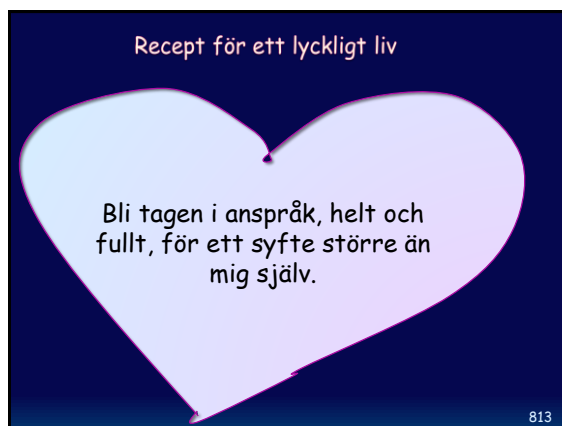 Recept för ett lyckligt liv
Bli tagen i anspråk, helt och
fullt, för ett syfte större än
mig själv.
813